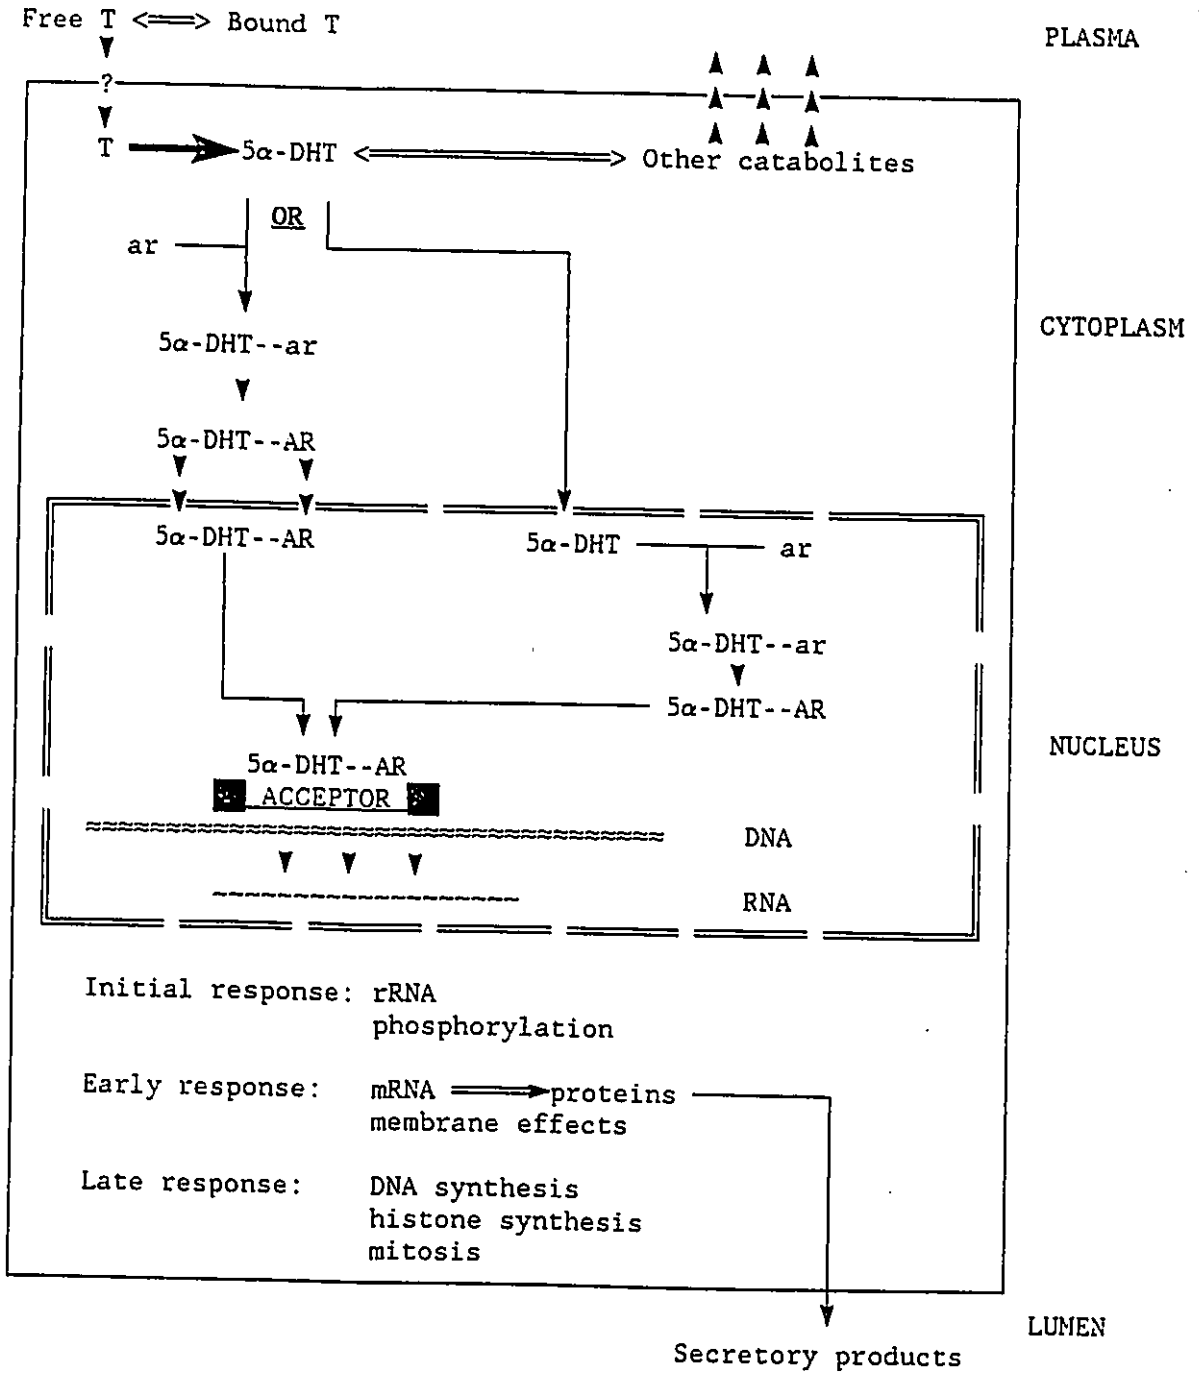 Free T <==> Bound T
PLASMA
?
T
5α-DHT <==> Other catabolites
OR
ar
5α-DHT--ar
CYTOPLASM
5α-DHT--AR
5α-DHT--AR
5α-DHT
ar
5α-DHT--ar
5α-DHT--AR
NUCLEUS
5α-DHT--AR
ACCEPTOR
DNA
RNA
Initial response: rRNA
phosphorylation
Early response: mRNA proteins
membrane effects
Late response: DNA synthesis
histone synthesis
mitosis
LUMEN
Secretory products